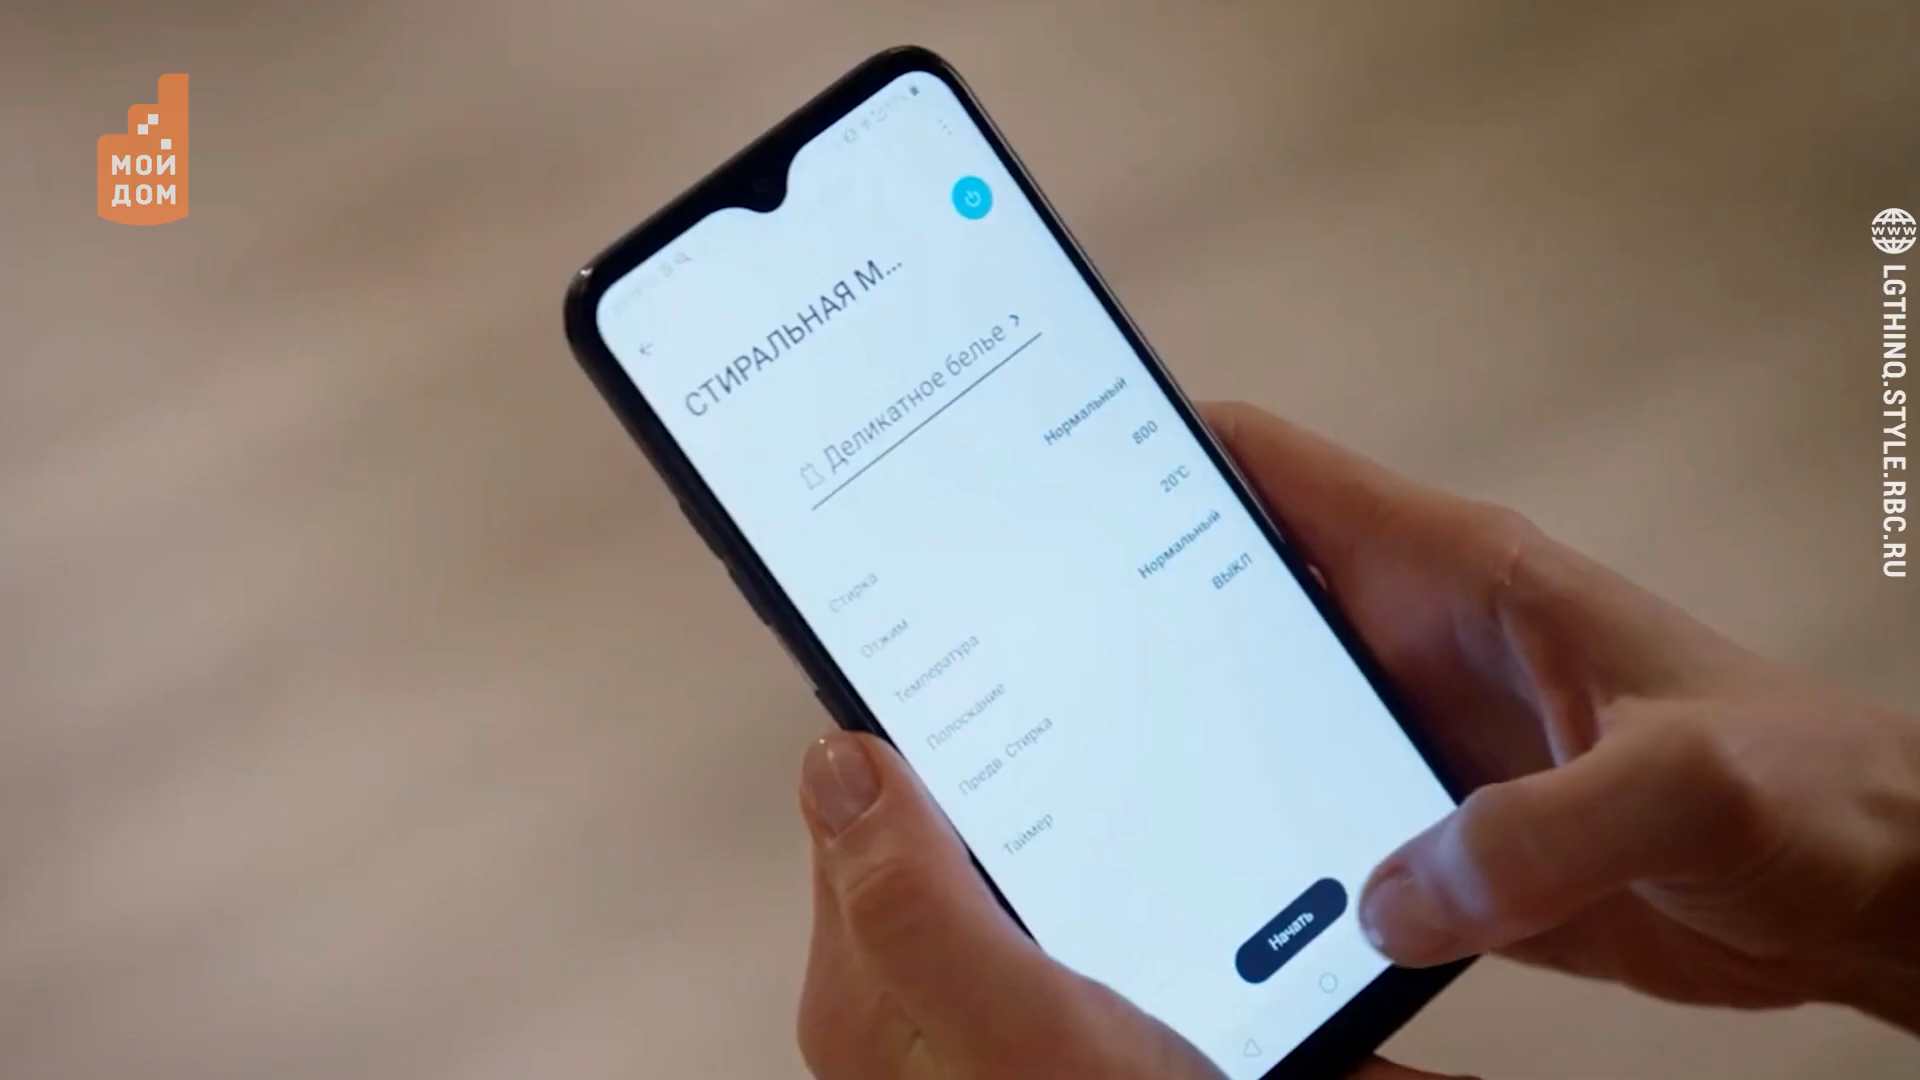 МОЙ
ДОМ
СТИРАЛЬНАЯ М...
Деликатное белье
Стирка Нормальный
Отжим 800
Температура 20°C
Полоскание Нормальный
Предв. Стирка ВЫКЛ
Таймер
Начать
WWW
LGTHINQ.STYLE.RBC.RU